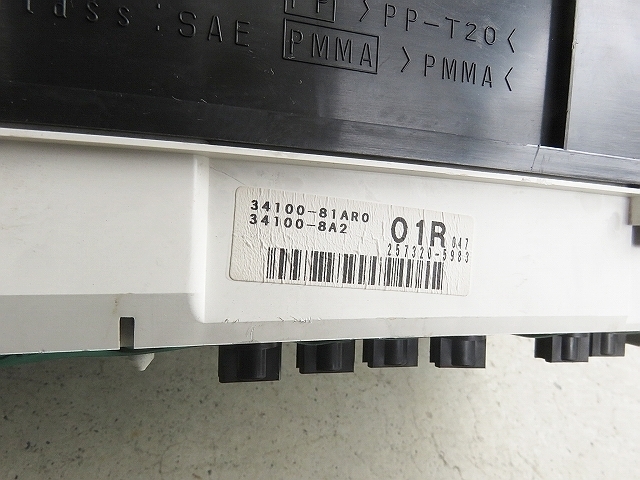 PP >PP-T20<
: SAE PMMA >PMMA<
34100-81AR0
34100-8A2 01R 047
257320-5983